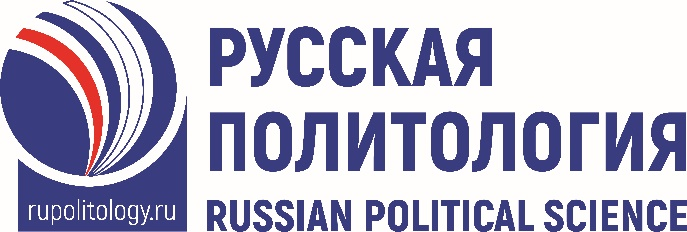 РУССКАЯ
ПОЛИТОЛОГИЯ
RUSSIAN POLITICAL SCIENCE
rupolitology.ru